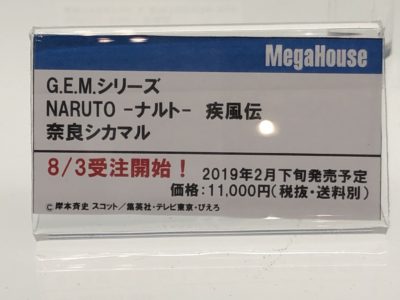 MegaHouse
G.E.M.シリーズ
NARUTO -ナルト- 疾風伝
奈良シカマル
8/3受注開始！ 2019年2月下旬発売予定
価格：11,000円（税抜・送料別）
© 岸本斉史 スコット／集英社・テレビ東京・ぴえろ